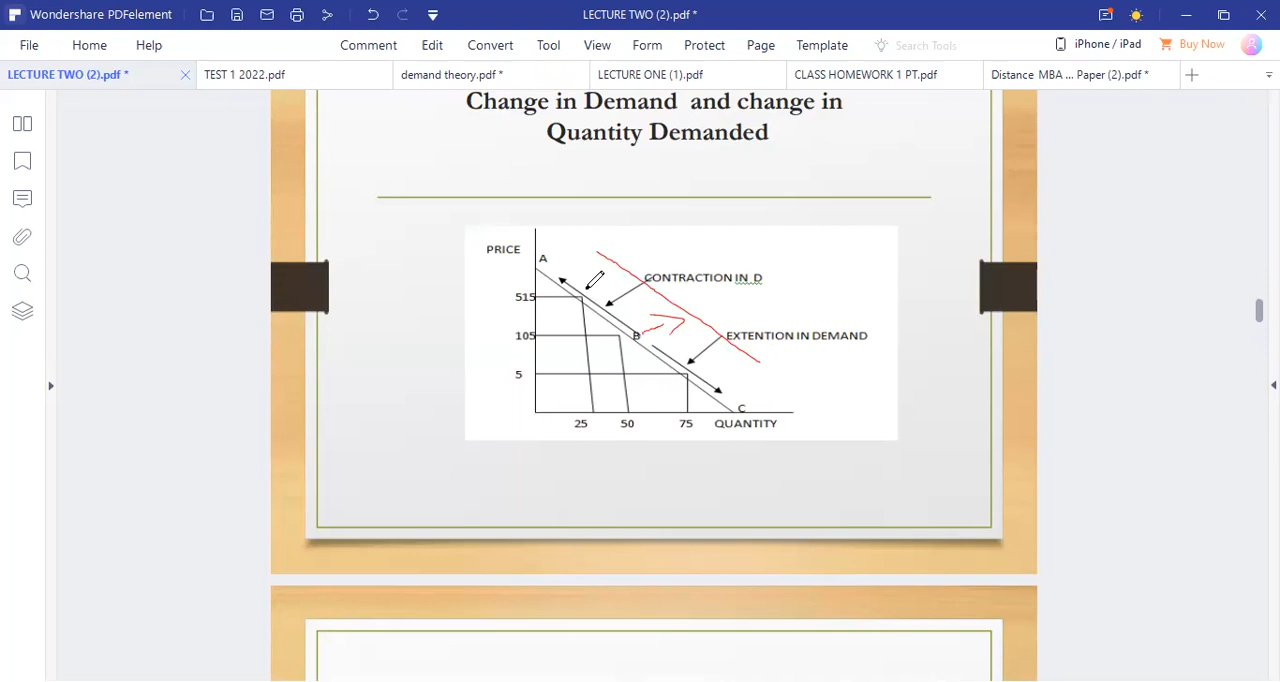 Wondershare PDFelement
LECTURE TWO (2).pdf *
File Home Help Comment Edit Convert Tool View Form Protect Page Template Search Tools iPhone / iPad Buy Now
LECTURE TWO (2).pdf * TEST 1 2022.pdf demand theory.pdf * LECTURE ONE (1).pdf CLASS HOMEWORK 1 PT.pdf Distance MBA ... Paper (2).pdf *
Change in Demand and change in
Quantity Demanded
PRICE
A
CONTRACTION IN D
515
105
B
EXTENTION IN DEMAND
5
C
25 50 75 QUANTITY